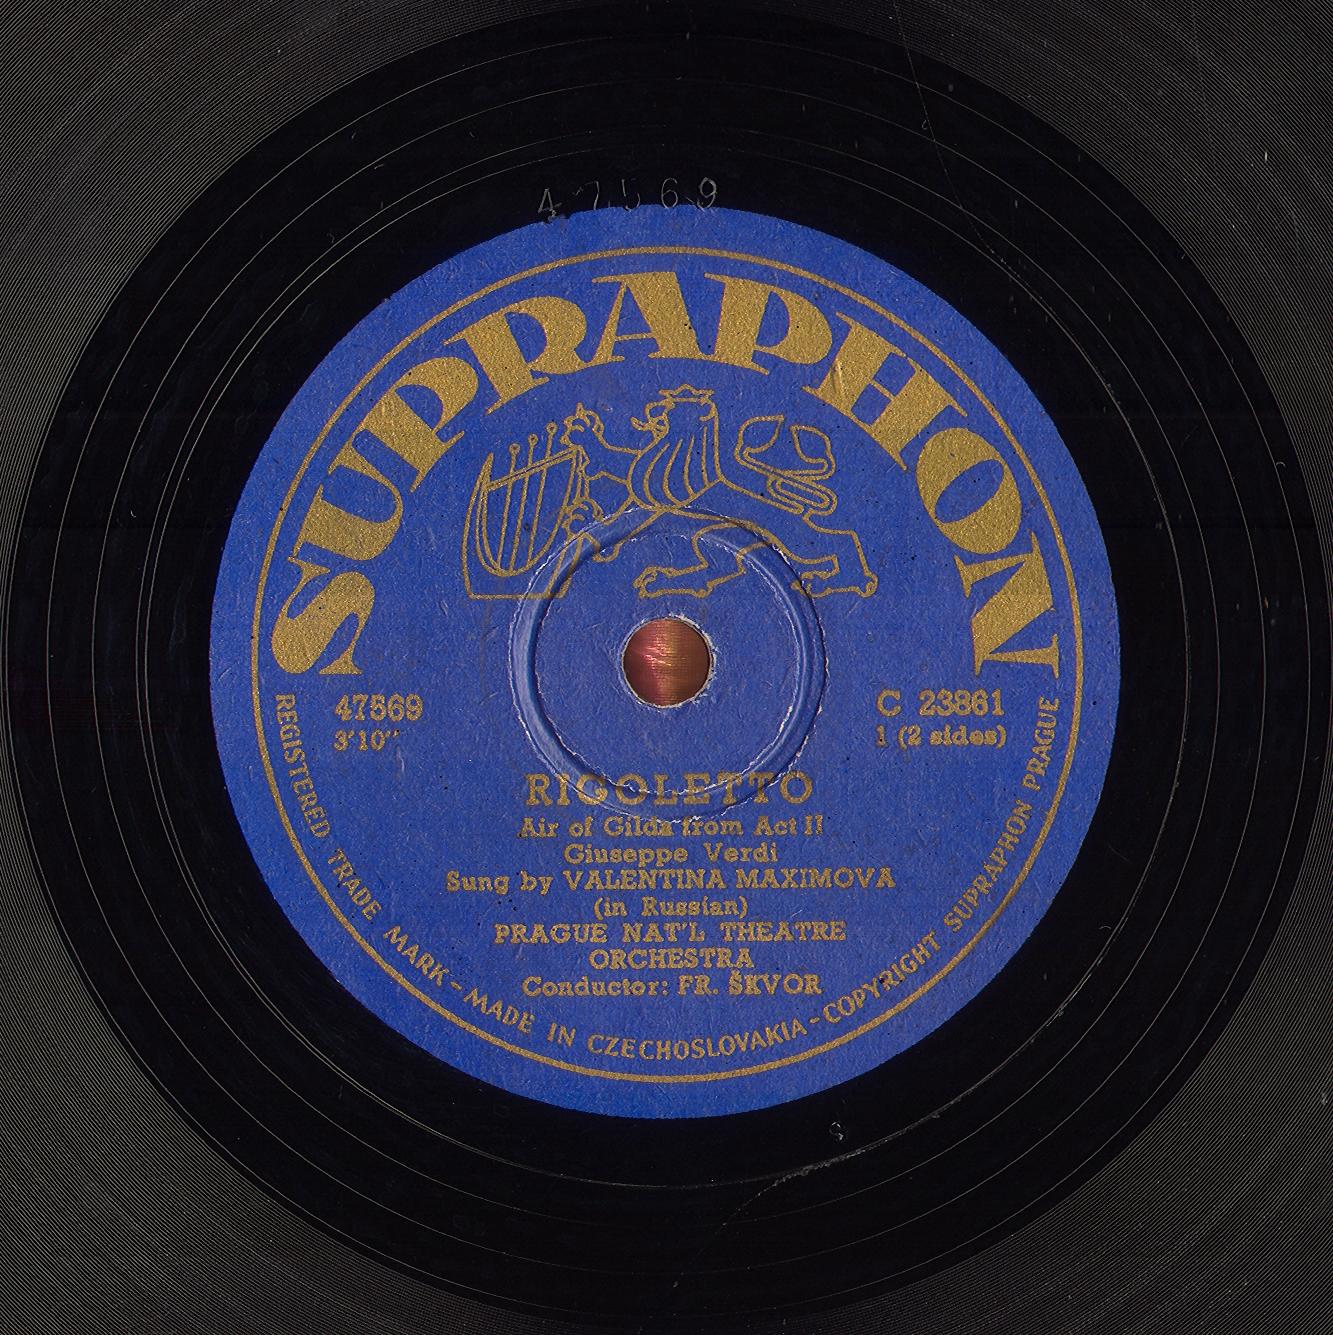 47569
SUPRAPHON
47569
3'10"
C 23861
1 (2 sides)
RIGOLETTO
Air of Gilda from Act II
Giuseppe Verdi
Sung by VALENTINA MAXIMOVA
(in Russian)
PRAGUE NAT'L THEATRE
ORCHESTRA
Conductor: FR. ŠKVOR
REGISTERED TRADE MARK - MADE IN CZECHOSLOVAKIA - COPYRIGHT SUPRAPHON PRAGUE